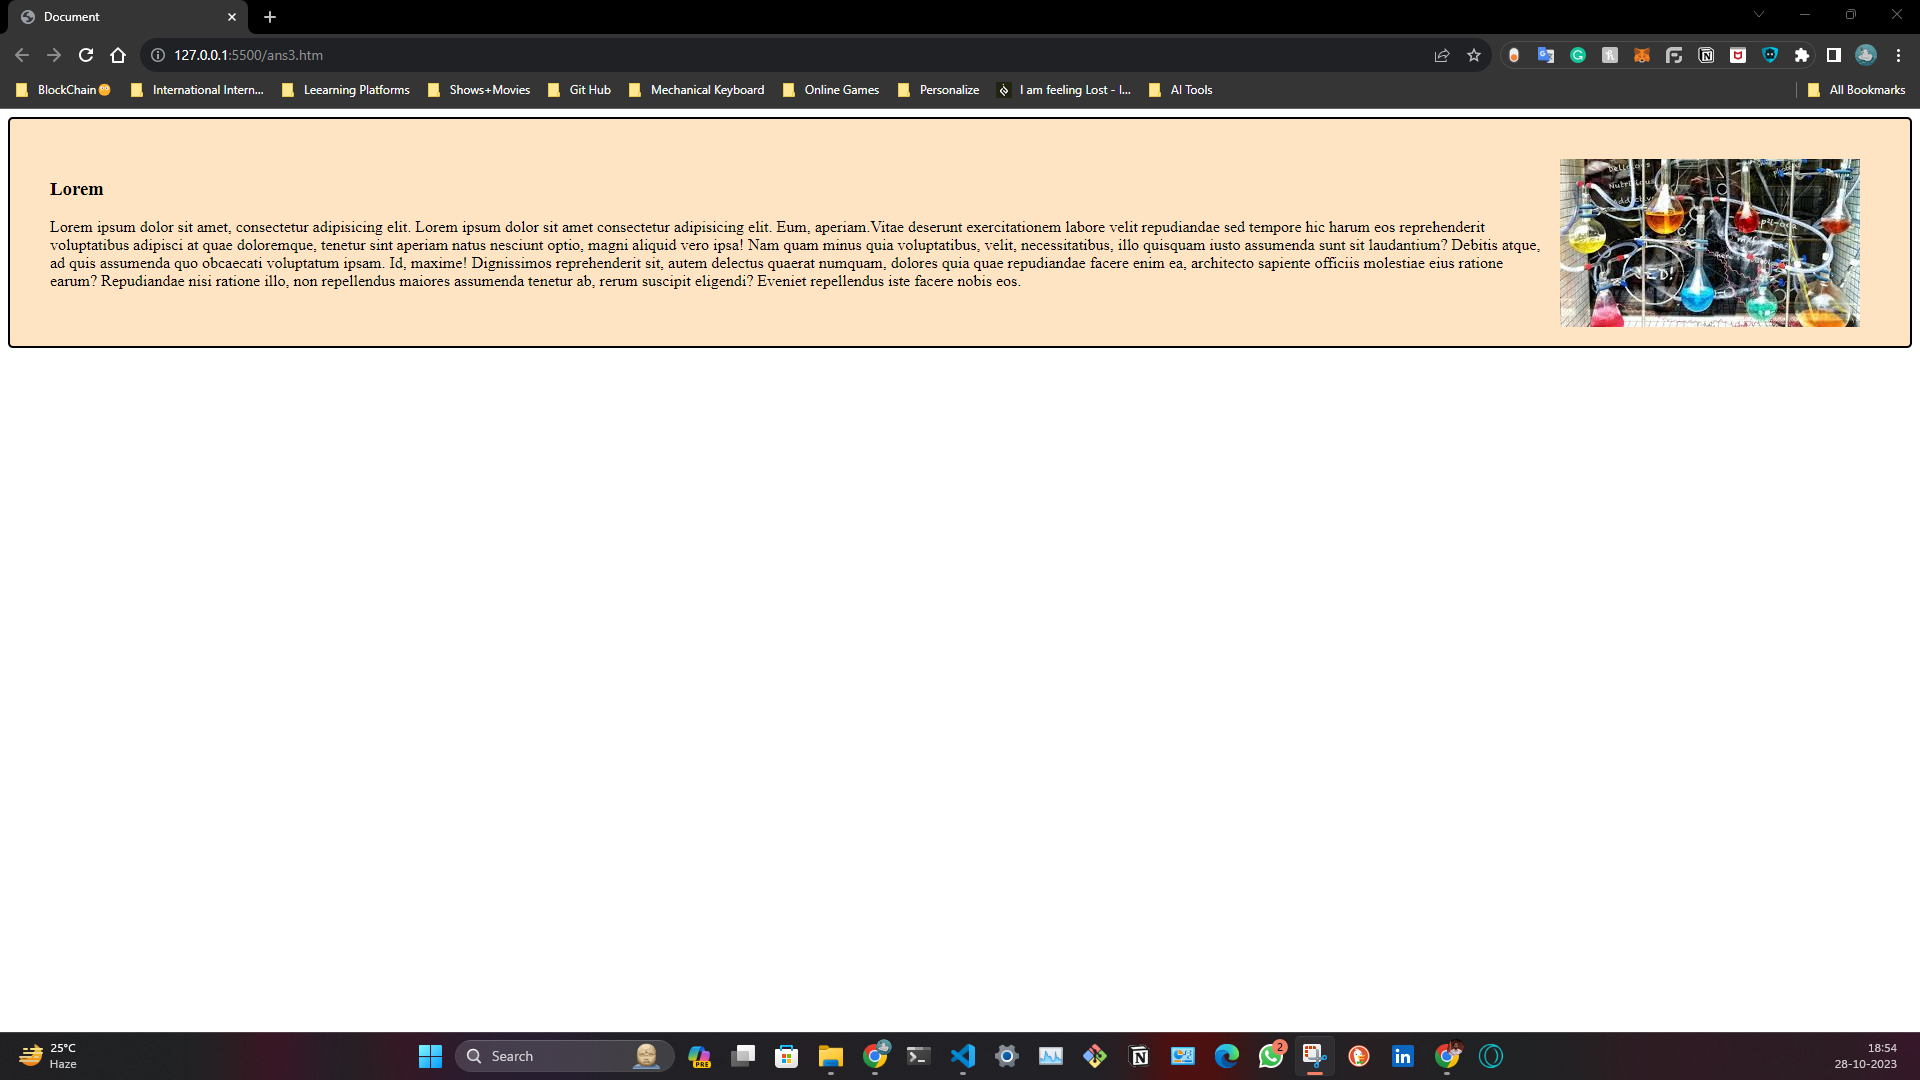 Document
127.0.0.1:5500/ans3.htm
BlockChain
International Intern...
Leearning Platforms
Shows+Movies
Git Hub
Mechanical Keyboard
Online Games
Personalize
I am feeling Lost - I...
AI Tools
All Bookmarks
Lorem
Lorem ipsum dolor sit amet, consectetur adipisicing elit. Lorem ipsum dolor sit amet consectetur adipisicing elit. Eum, aperiam.Vitae deserunt exercitationem labore velit repudiandae sed tempore hic harum eos reprehenderit
voluptatibus adipisci at quae doloremque, tenetur sint aperiam natus nesciunt optio, magni aliquid vero ipsa! Nam quam minus quia voluptatibus, velit, necessitatibus, illo quisquam iusto assumenda sunt sit laudantium? Debitis atque,
ad quis assumenda quo obcaecati voluptatum ipsam. Id, maxime! Dignissimos reprehenderit sit, autem delectus quaerat numquam, dolores quia quae repudiandae facere enim ea, architecto sapiente officiis molestiae eius ratione
earum? Repudiandae nisi ratione illo, non repellendus maiores assumenda tenetur ab, rerum suscipit eligendi? Eveniet repellendus iste facere nobis eos.
Nutritious
25°C
Haze
Search
PRE
2
18:54
28-10-2023